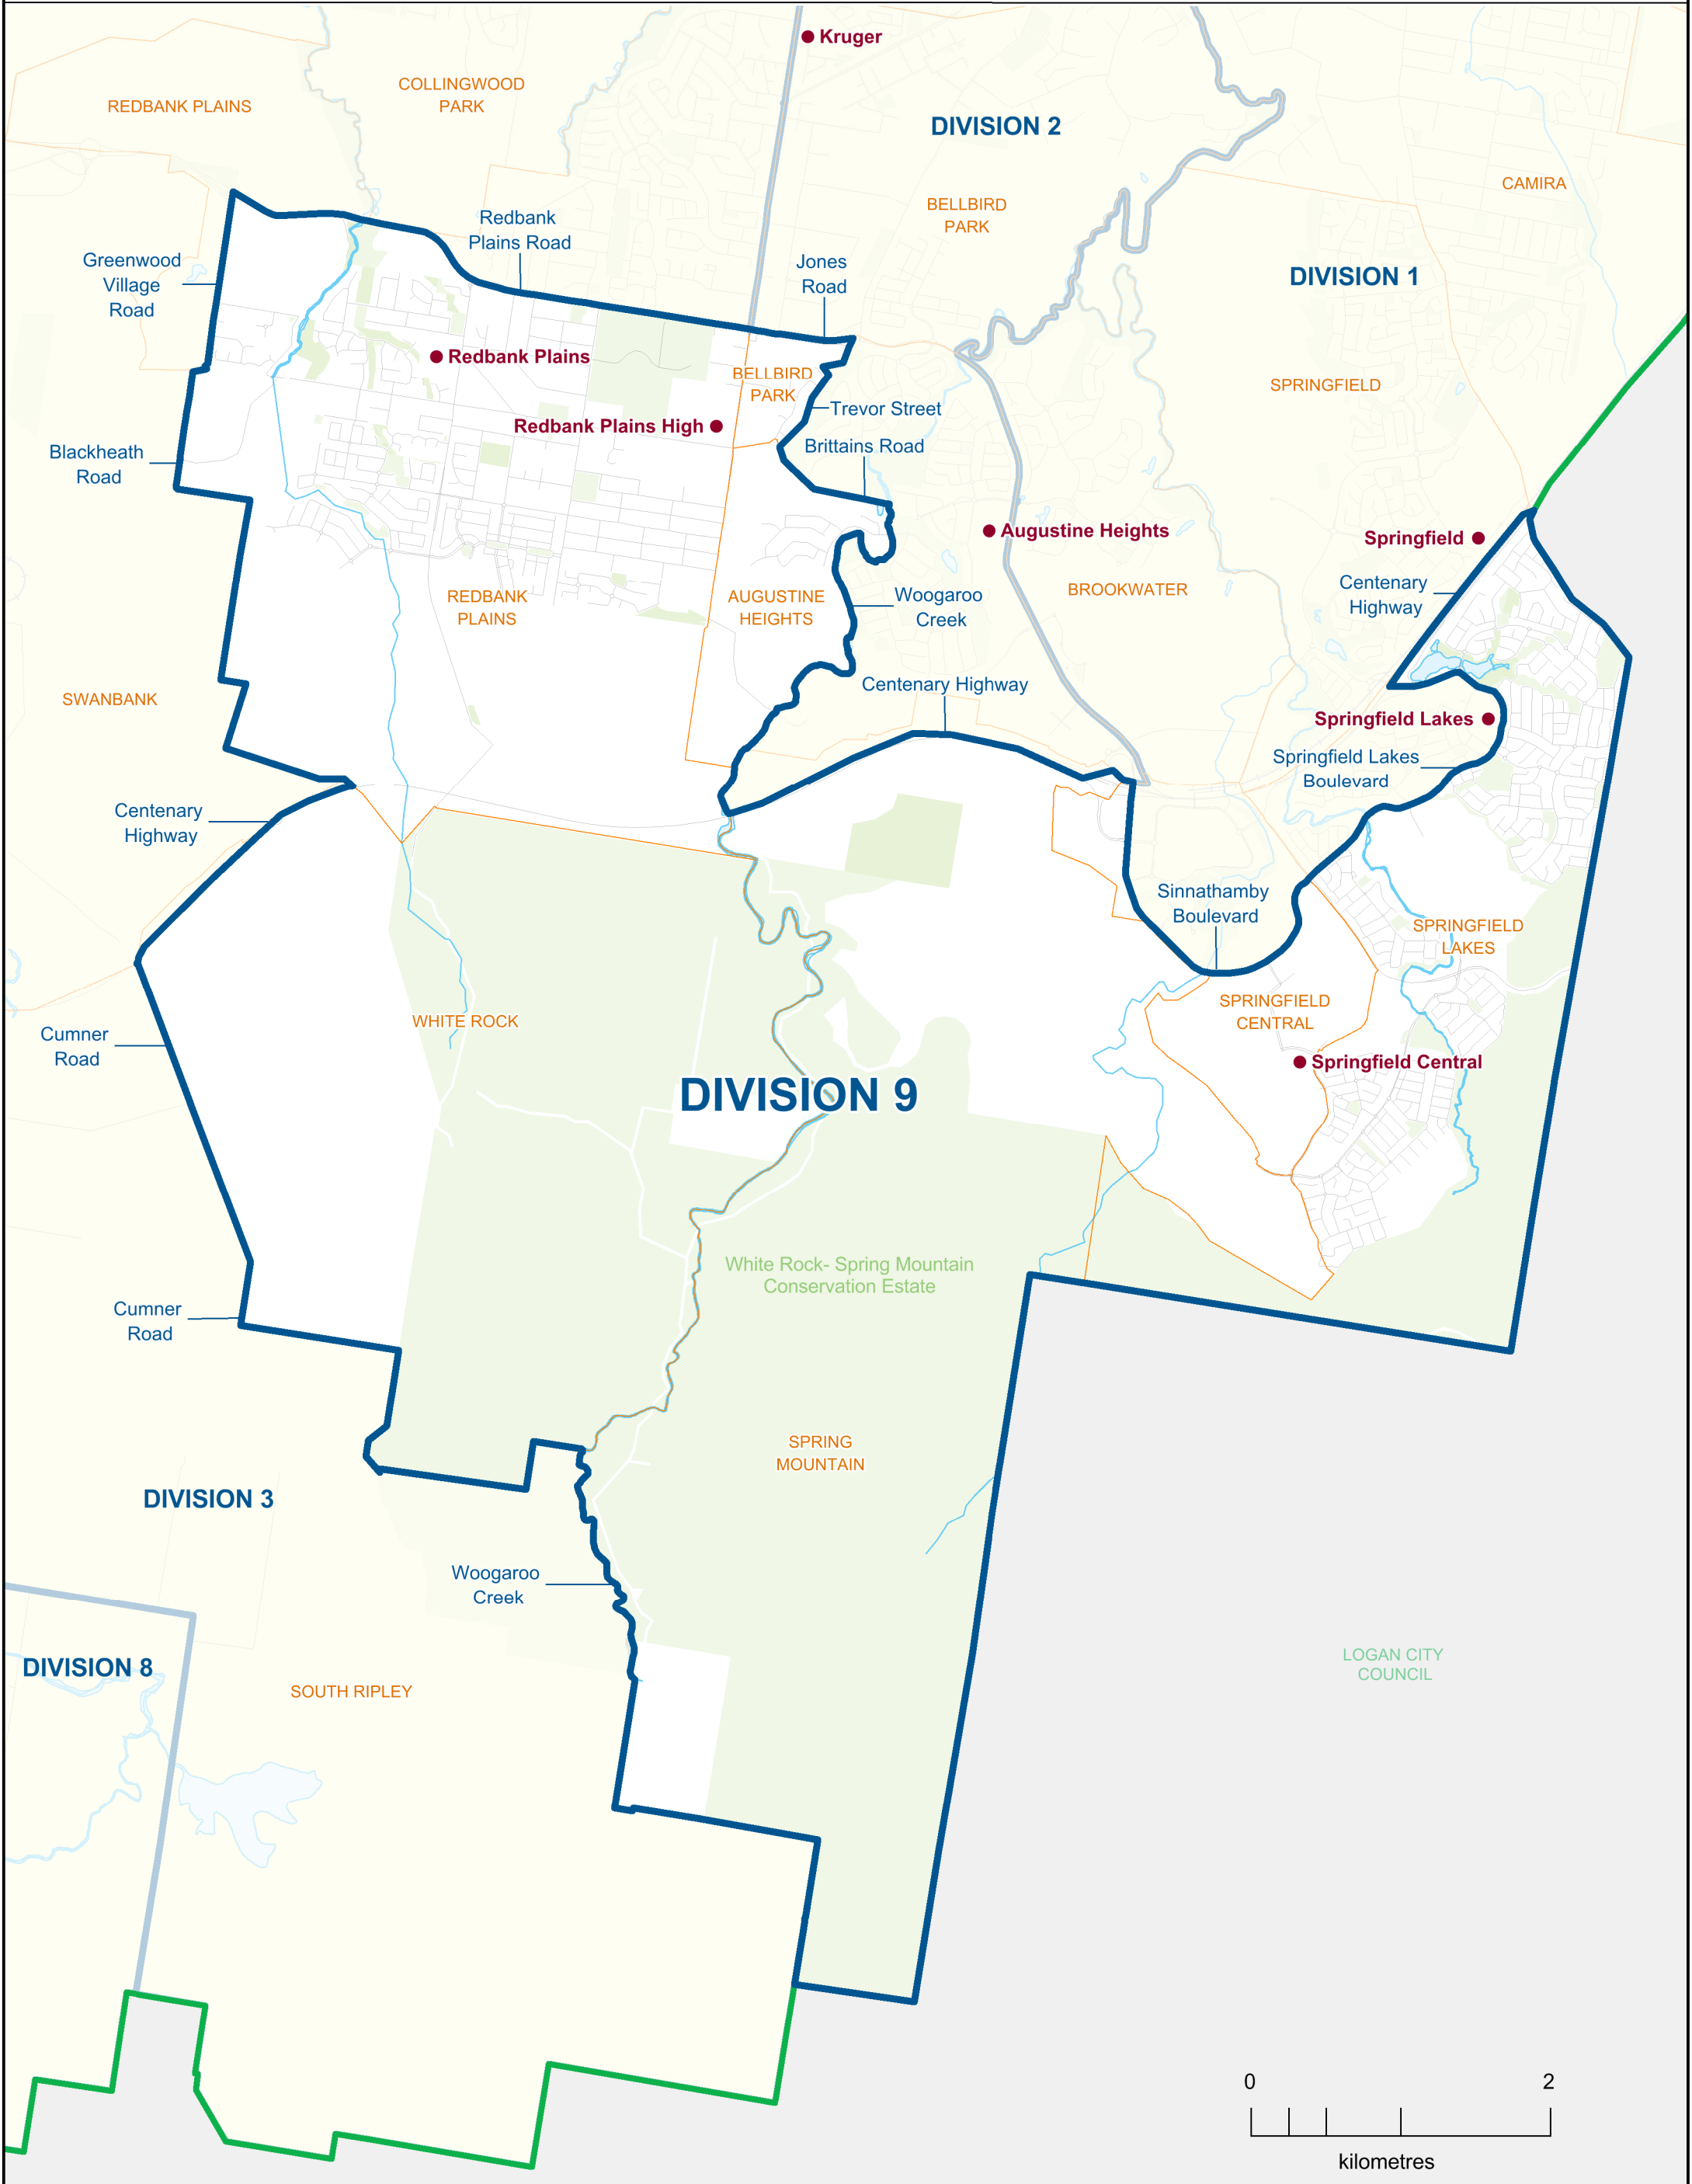 Kruger
COLLINGWOOD
PARK
REDBANK PLAINS
DIVISION 2
CAMIRA
BELLBIRD
PARK
Redbank
Plains Road
Greenwood
Village
Road
Jones
Road
DIVISION 1
Redbank Plains
BELLBIRD
PARK
SPRINGFIELD
Trevor Street
Redbank Plains High
Brittains Road
Blackheath
Road
Augustine Heights
Springfield
Centenary
Highway
BROOKWATER
REDBANK
PLAINS
AUGUSTINE
HEIGHTS
Woogaroo
Creek
SWANBANK
Centenary Highway
Springfield Lakes
Springfield Lakes
Boulevard
Centenary
Highway
Sinnathamby
Boulevard
SPRINGFIELD
LAKES
SPRINGFIELD
CENTRAL
WHITE ROCK
Cumner
Road
Springfield Central
DIVISION 9
White Rock- Spring Mountain
Conservation Estate
Cumner
Road
SPRING
MOUNTAIN
DIVISION 3
Woogaroo
Creek
LOGAN CITY
COUNCIL
DIVISION 8
SOUTH RIPLEY
0 2
kilometres